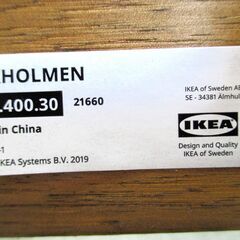 HOLMEN
.400.30 21660
in China
-1
IKEA Systems B.V. 2019
IKEA of Sweden AB
SE - 34381 Älmhult
IKEA
Design and Quality
IKEA of Sweden